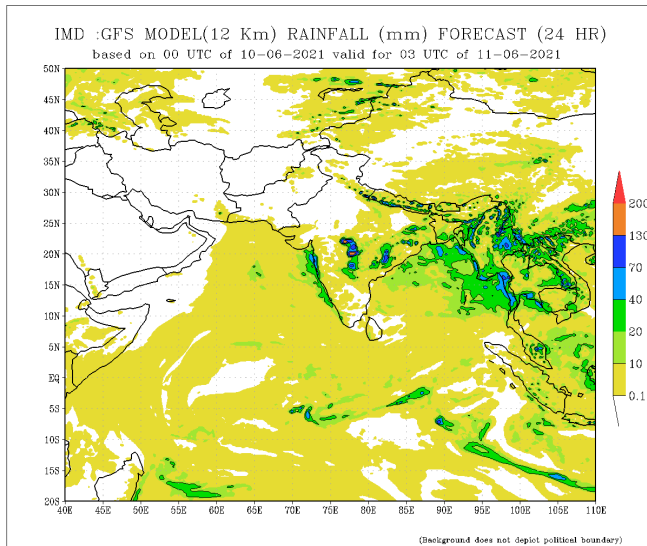 IMD :GFS MODEL(12 Km) RAINFALL (mm) FORECAST (24 HR)
based on 00 UTC of 10-06-2021 valid for 03 UTC of 11-06-2021
50N
45N
40N
35N
30N
25N
20N
15N
10N
5N
EQ
5S
10S
15S
20S
40E 45E 50E 55E 60E 65E 70E 75E 80E 85E 90E 95E 100E 105E 110E
200
130
70
40
20
10
0.1
(Background does not depict political boundary)